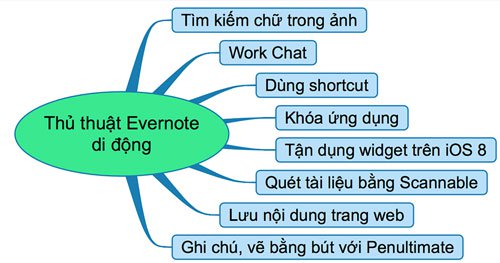 Thủ thuật Evernote
di động
Tìm kiếm chữ trong ảnh
Work Chat
Dùng shortcut
Khóa ứng dụng
Tận dụng widget trên iOS 8
Quét tài liệu bằng Scannable
Lưu nội dung trang web
Ghi chú, vẽ bằng bút với Penultimate